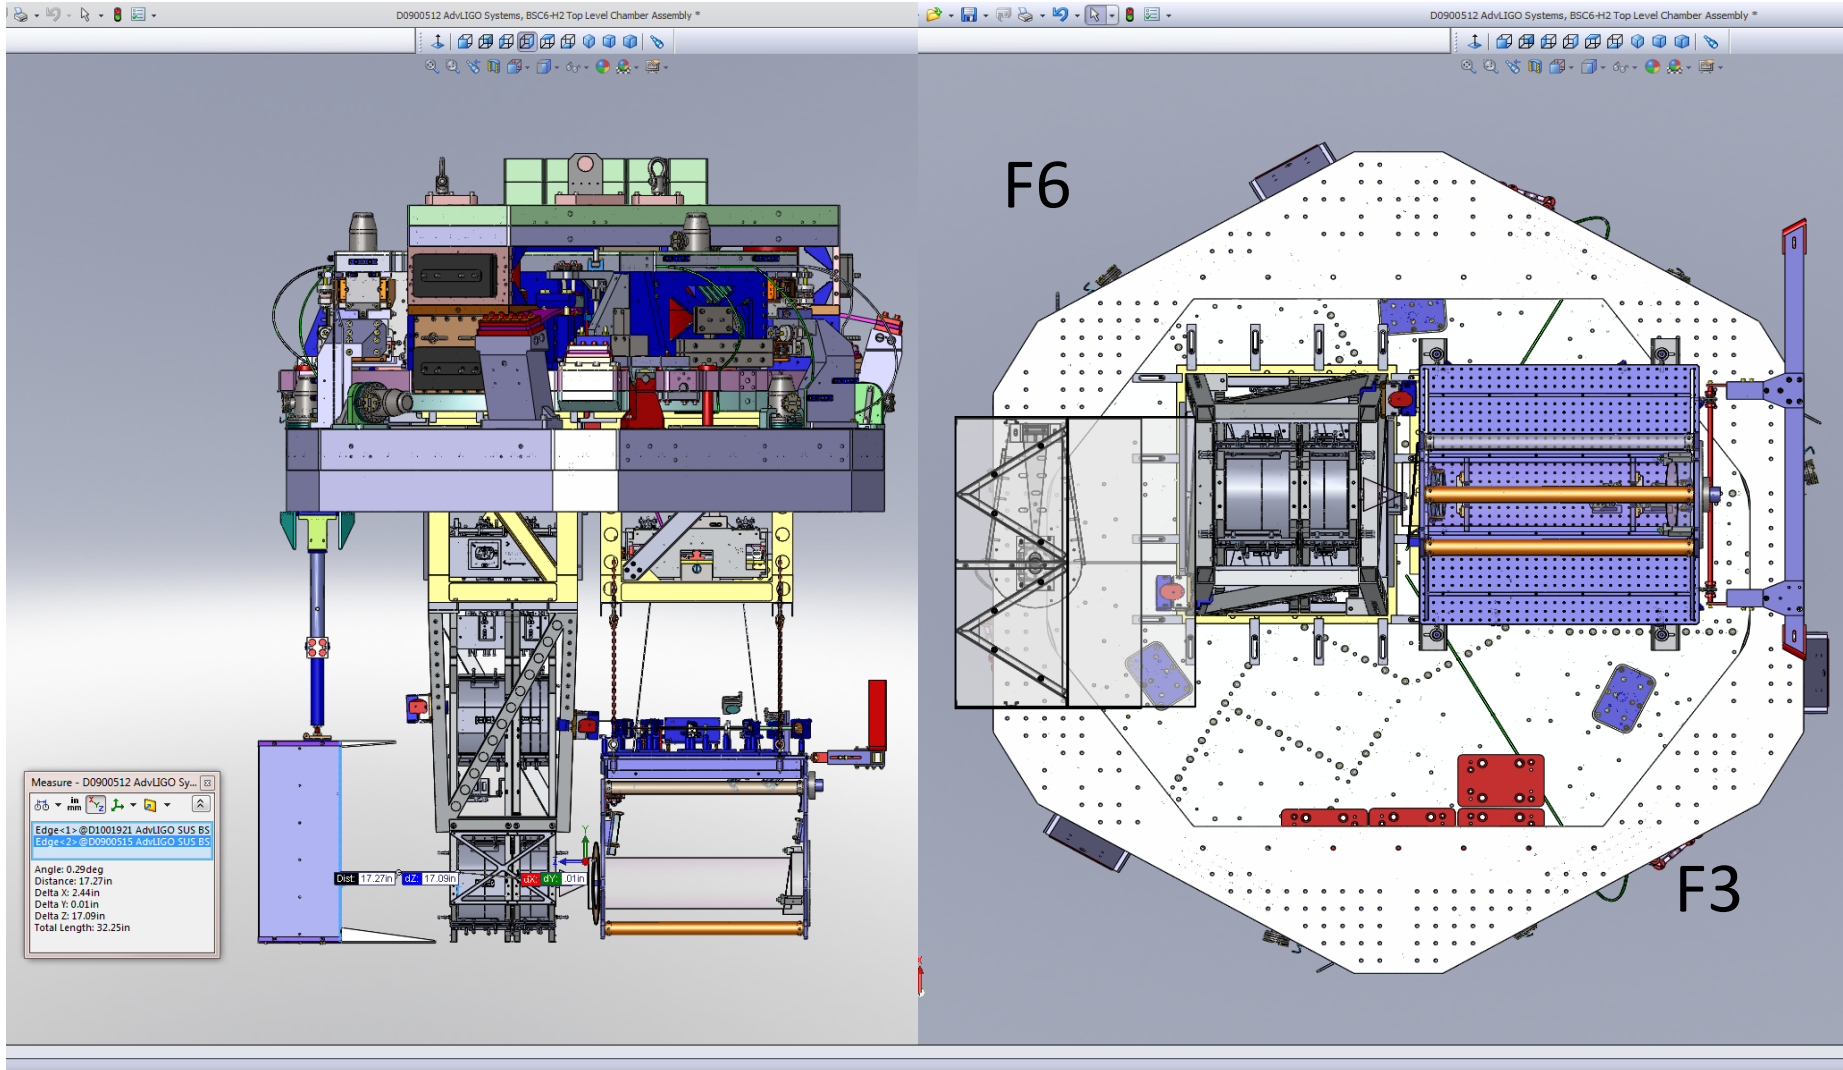 D0900512 AdvLIGO Systems, BSC6-H2 Top Level Chamber Assembly *
D0900512 AdvLIGO Systems, BSC6-H2 Top Level Chamber Assembly *
F6
F3
Measure - D0900512 AdvLIGO Sy...
in
mm
Edge<1> @D1001921 AdvLIGO SUS BS
Edge<2> @D0900515 AdvLIGO SUS BS
Angle: 0.29deg
Distance: 17.27in
Delta X: 2.44in
Delta Y: 0.01in
Delta Z: 17.09in
Total Length: 32.25in
Dist: 17.27in dZ: 17.09in dX: dY: .01in
Y